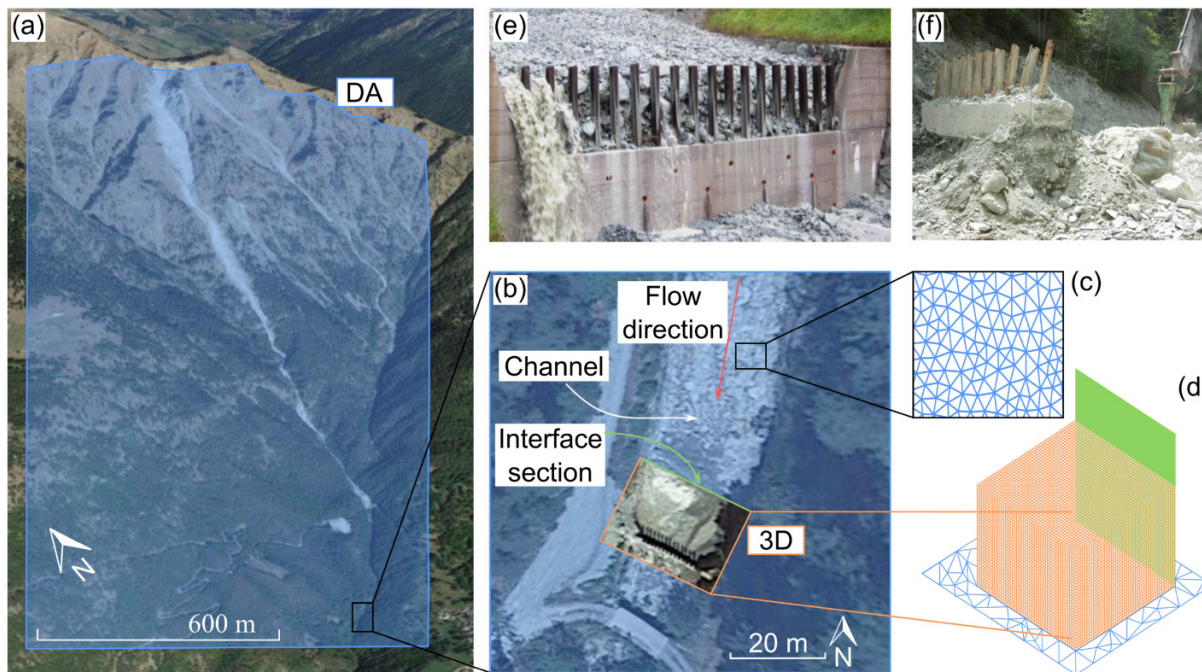 (a)
DA
N
600 m
(e)
(f)
(b)
Flow
direction
Channel
Interface
section
3D
20 m
N
(c)
(d